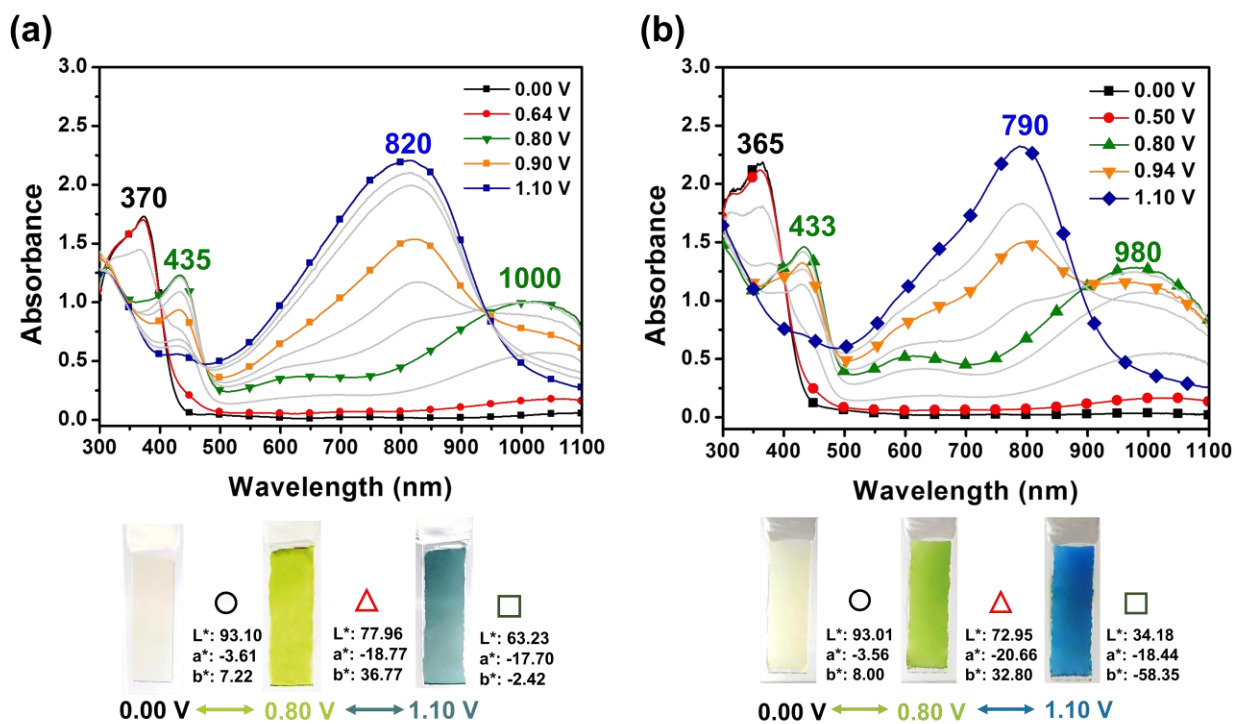 (a)
3.0
2.5
2.0
1.5
1.0
0.5
0.0
Absorbance
300 400 500 600 700 800 900 1000 1100
Wavelength (nm)
0.00 V
0.64 V
0.80 V
0.90 V
1.10 V
370
435
820
1000
L*: 93.10
a*: -3.61
b*: 7.22
L*: 77.96
a*: -18.77
b*: 36.77
L*: 63.23
a*: -17.70
b*: -2.42
0.00 V 0.80 V 1.10 V
(b)
3.0
2.5
2.0
1.5
1.0
0.5
0.0
Absorbance
300 400 500 600 700 800 900 1000 1100
Wavelength (nm)
0.00 V
0.50 V
0.80 V
0.94 V
1.10 V
365
433
790
980
L*: 93.01
a*: -3.56
b*: 8.00
L*: 72.95
a*: -20.66
b*: 32.80
L*: 34.18
a*: -18.44
b*: -58.35
0.00 V 0.80 V 1.10 V